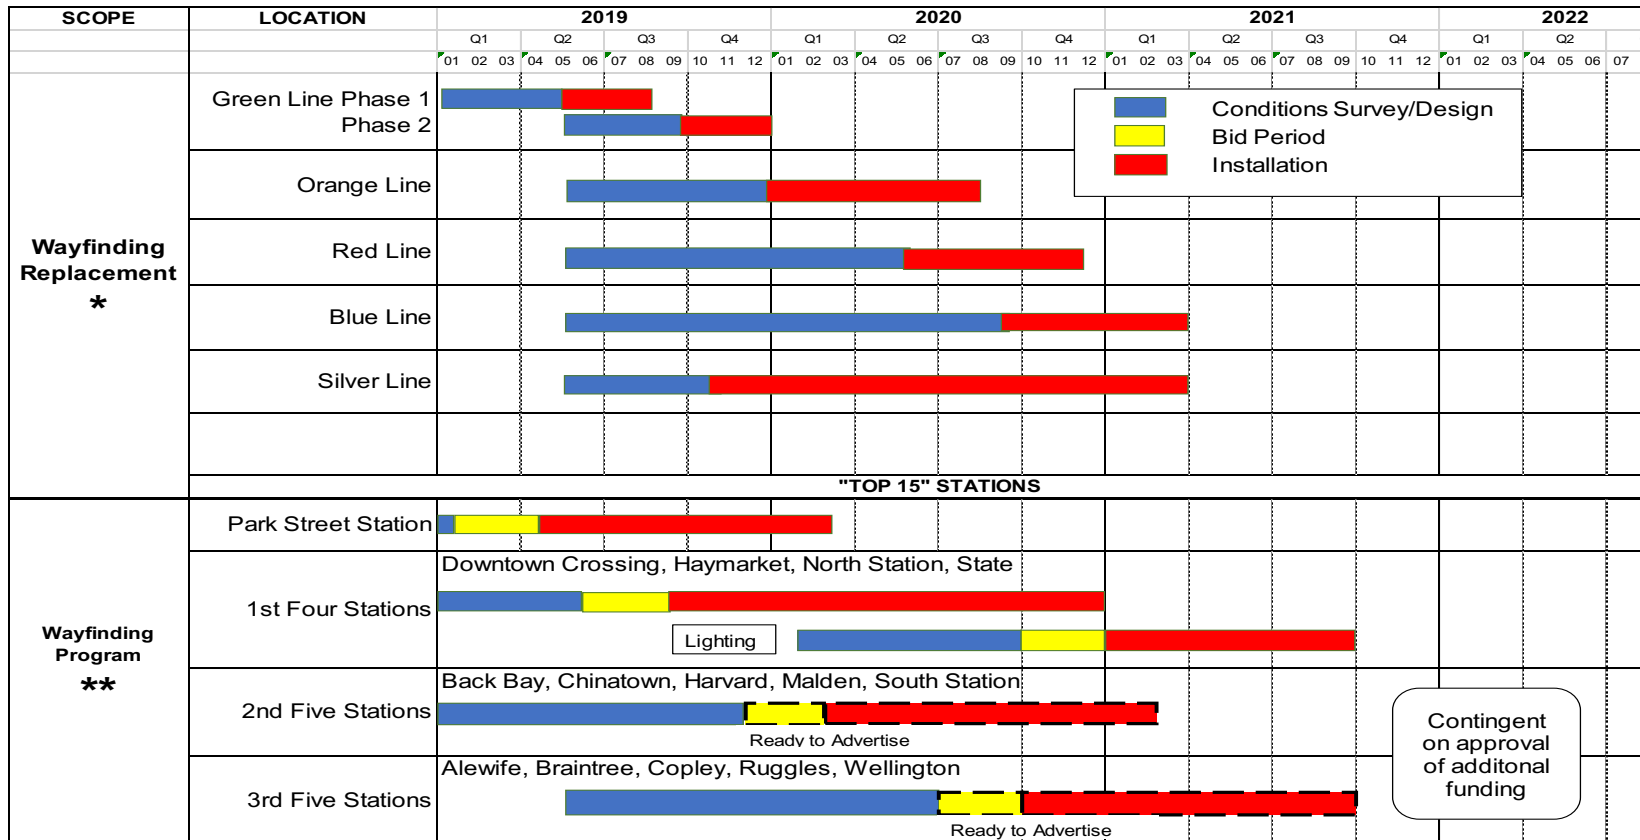 SCOPE LOCATION 2019 2020 2021 2022
Q1 Q2 Q3 Q4 Q1 Q2 Q3 Q4 Q1 Q2 Q3 Q4 Q1 Q2
01 02 03 04 05 06 07 08 09 10 11 12 01 02 03 04 05 06 07 08 09 10 11 12 01 02 03 04 05 06 07 08 09 10 11 12 01 02 03 04 05 06 07
Wayfinding
Replacement
*
Green Line Phase 1
Phase 2
Orange Line
Red Line
Blue Line
Silver Line
Conditions Survey/Design
Bid Period
Installation
"TOP 15" STATIONS
Wayfinding
Program
**
Park Street Station
Downtown Crossing, Haymarket, North Station, State
1st Four Stations
Lighting
Back Bay, Chinatown, Harvard, Malden, South Station
2nd Five Stations
Ready to Advertise
Alewife, Braintree, Copley, Ruggles, Wellington
3rd Five Stations
Ready to Advertise
Contingent
on approval
of additonal
funding